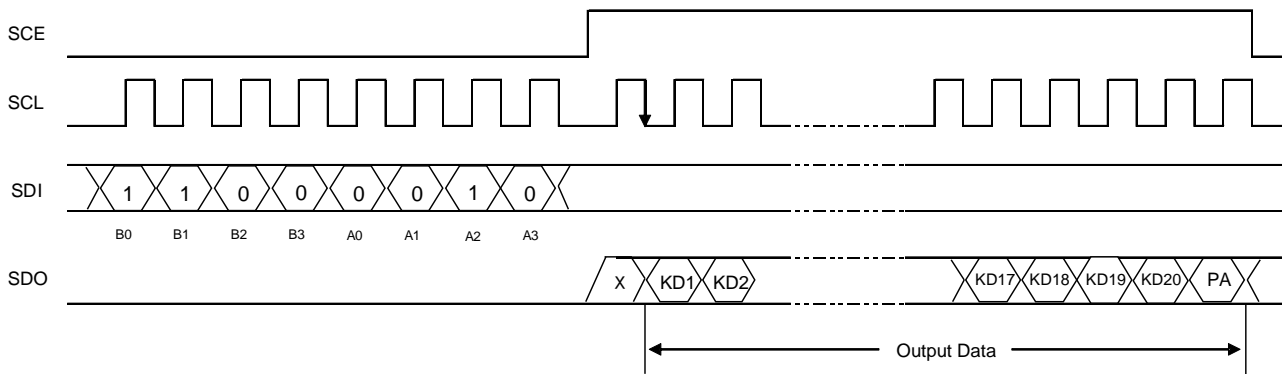 SCE
SCL
SDI
1 1 0 0 0 0 1 0
B0 B1 B2 B3 A0 A1 A2 A3
SDO
X KD1 KD2 KD17 KD18 KD19 KD20 PA
Output Data